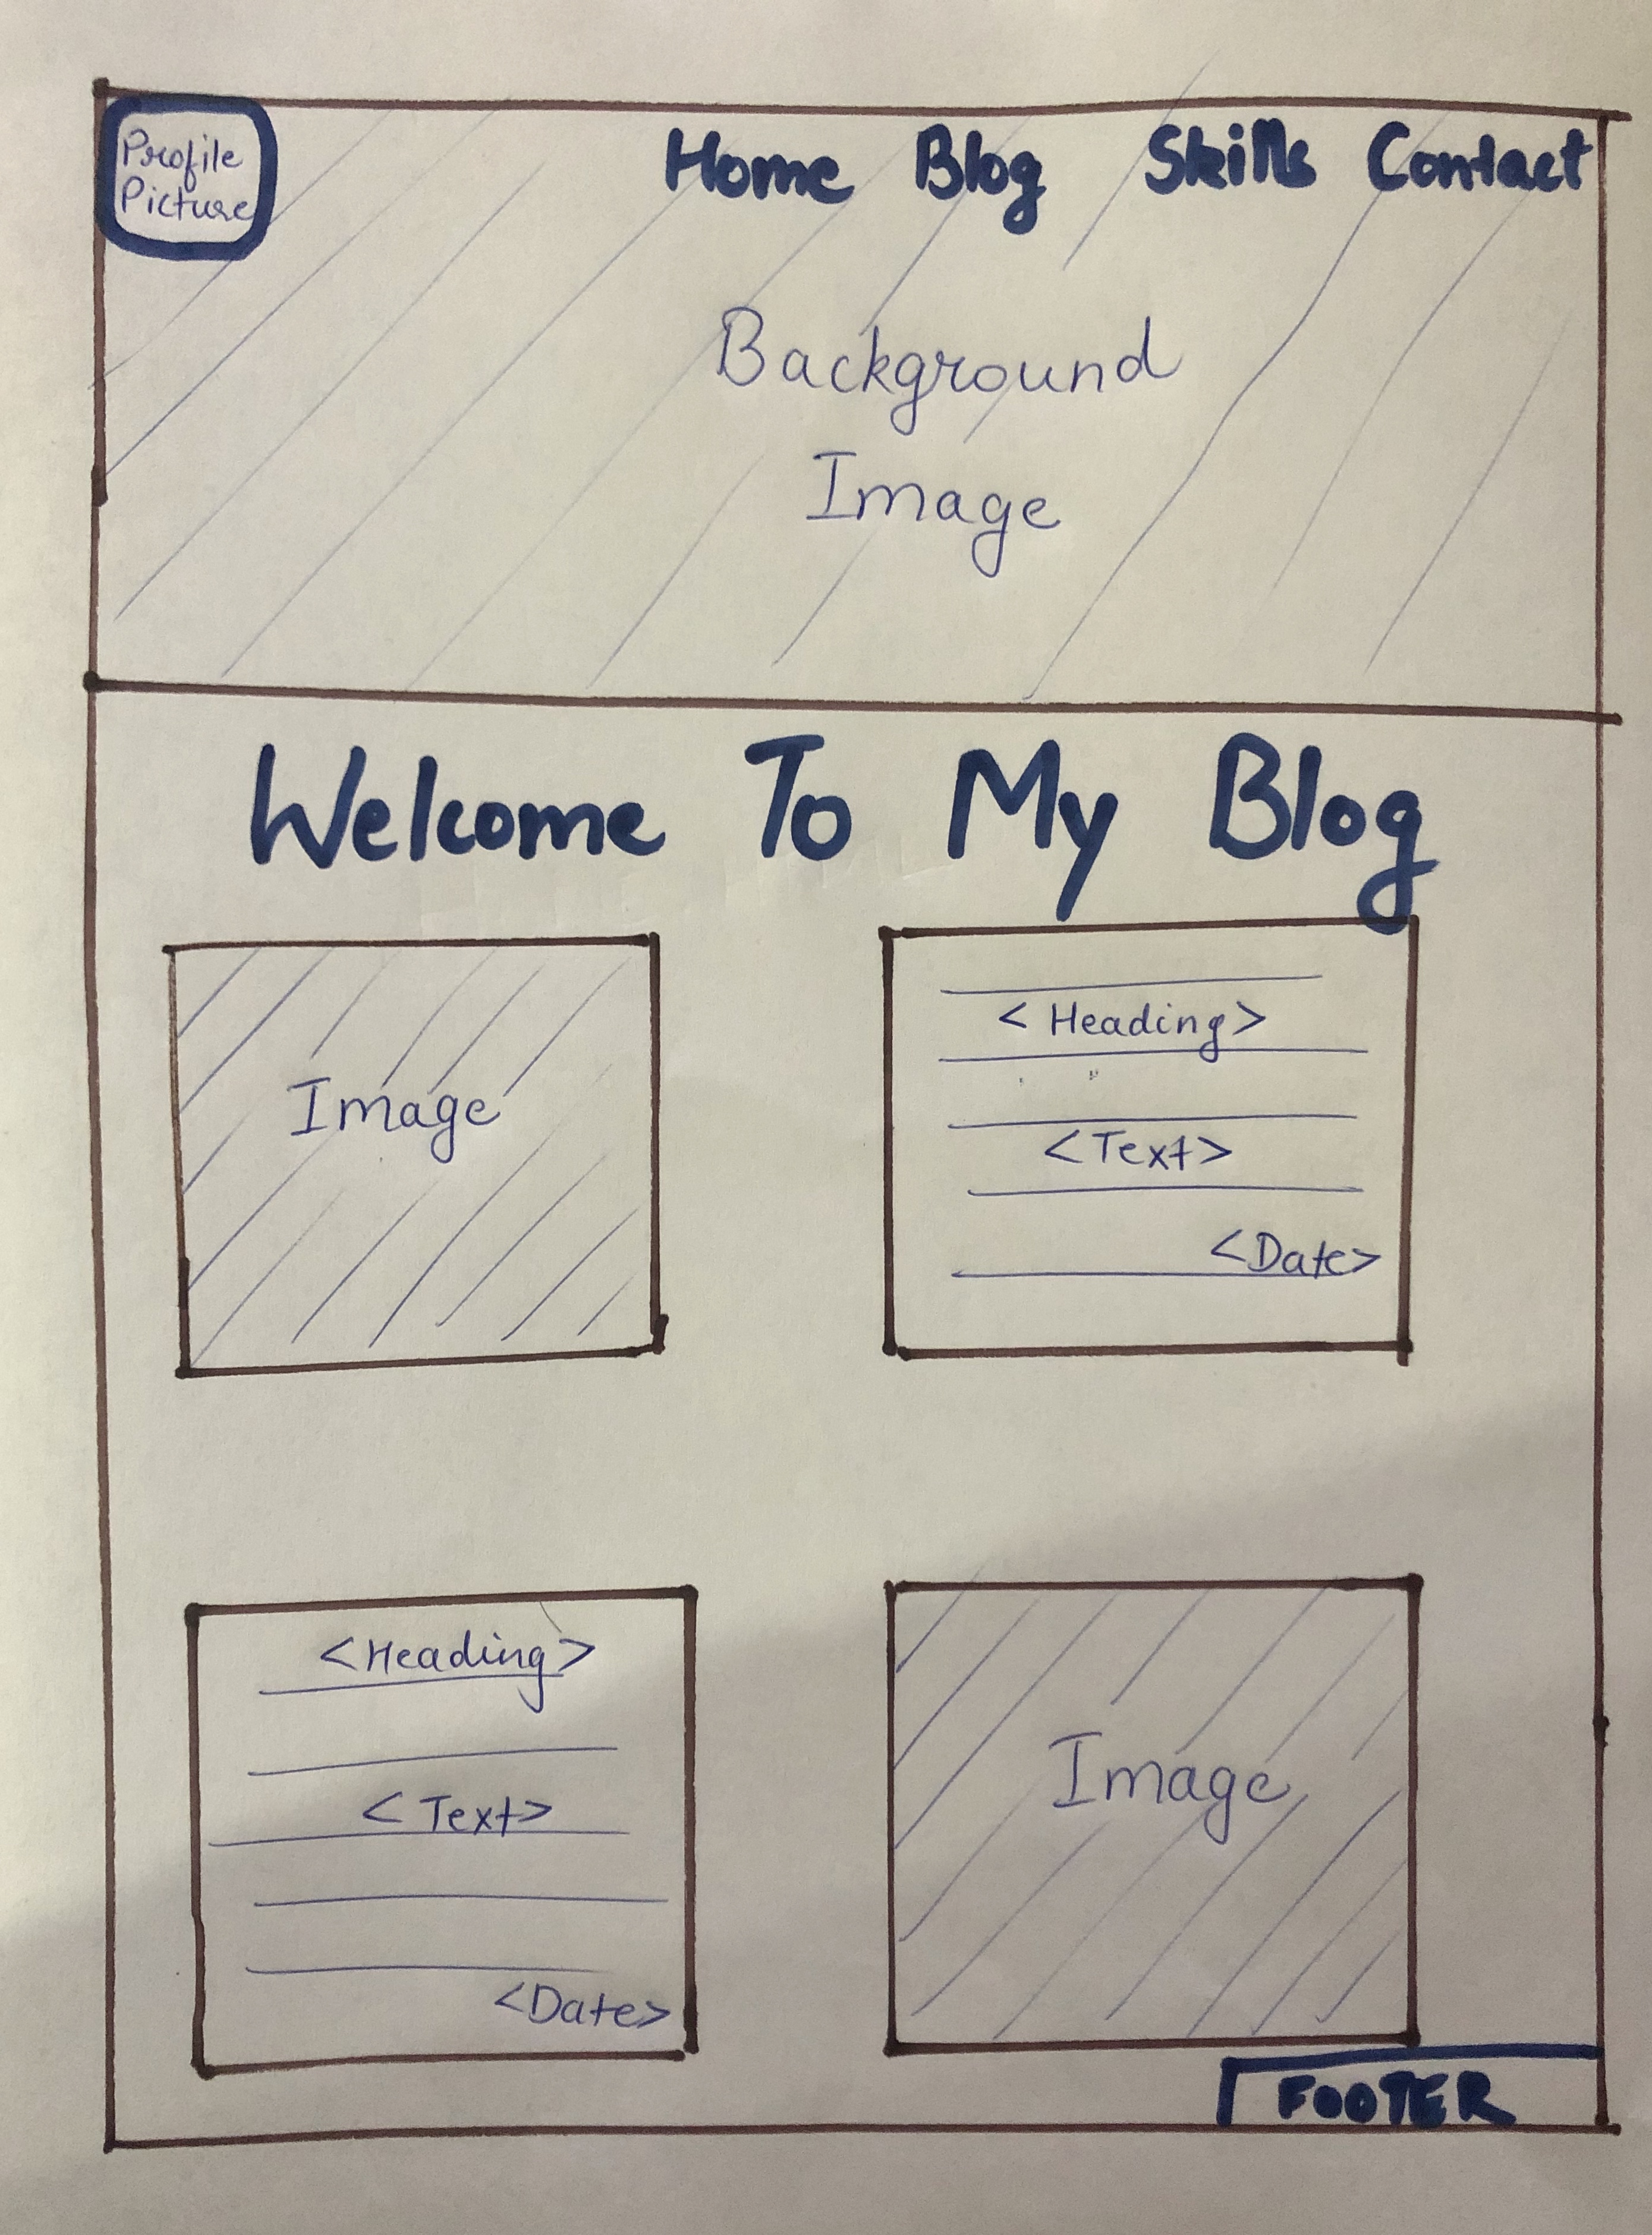 Profile
Picture
Home Blog Skills Contact
Background
Image
Welcome To My Blog
Image
<Heading>
<Text>
<Date>
<Heading>
<Text>
<Date>
Image
FOOTER